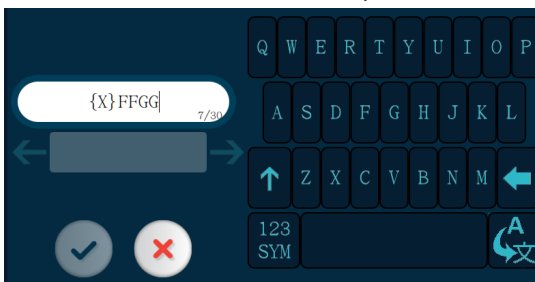 {X}FFGG
7/30
Q W E R T Y U I O P
A S D F G H J K L
Z X C V B N M
123
SYM
A
文